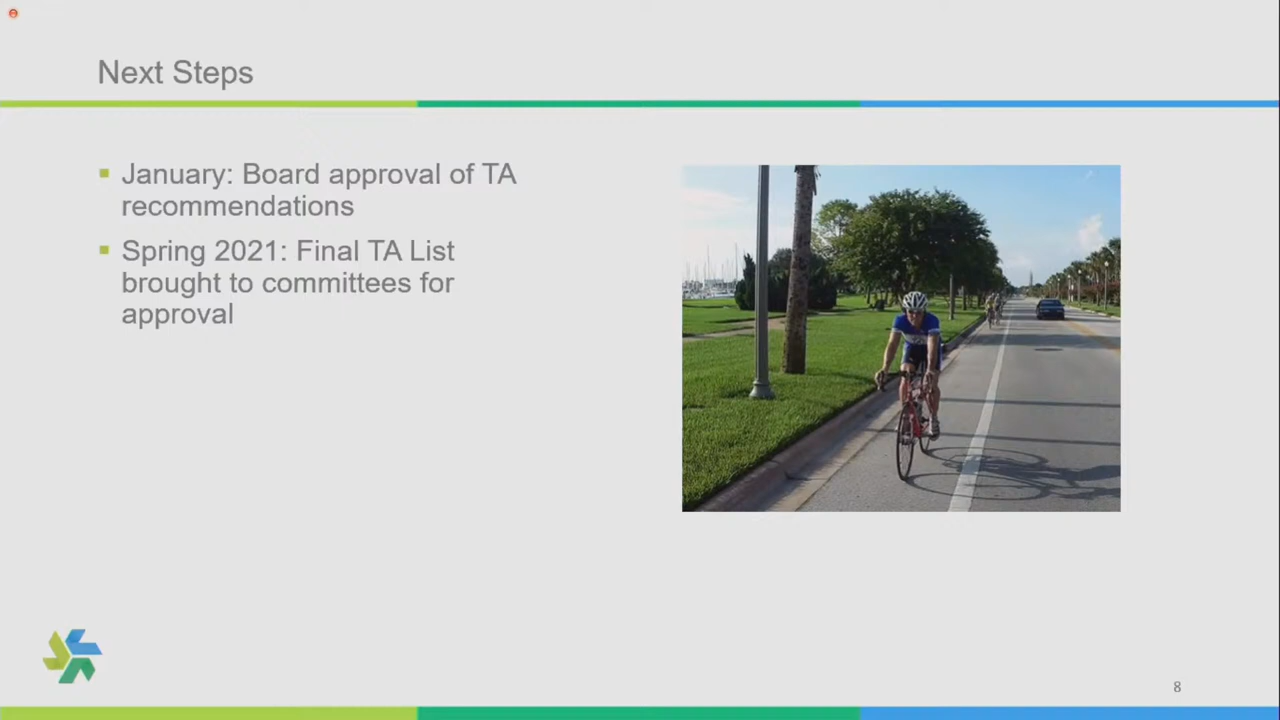 Next Steps
January: Board approval of TA
recommendations
Spring 2021: Final TA List
brought to committees for
approval
8